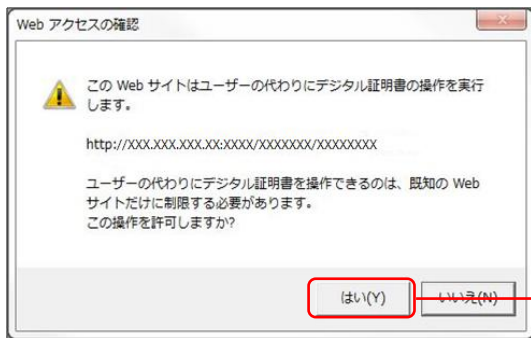 Web アクセスの確認
この Web サイトはユーザーの代わりにデジタル証明書の操作を実行
します。
http://XXX.XXX.XXX.XX:XXXX/XXXXXXX/XXXXXXXX
ユーザーの代わりにデジタル証明書を操作できるのは、既知の Web
サイトだけに制限する必要があります。
この操作を許可しますか?
はい(Y)
いいえ(N)